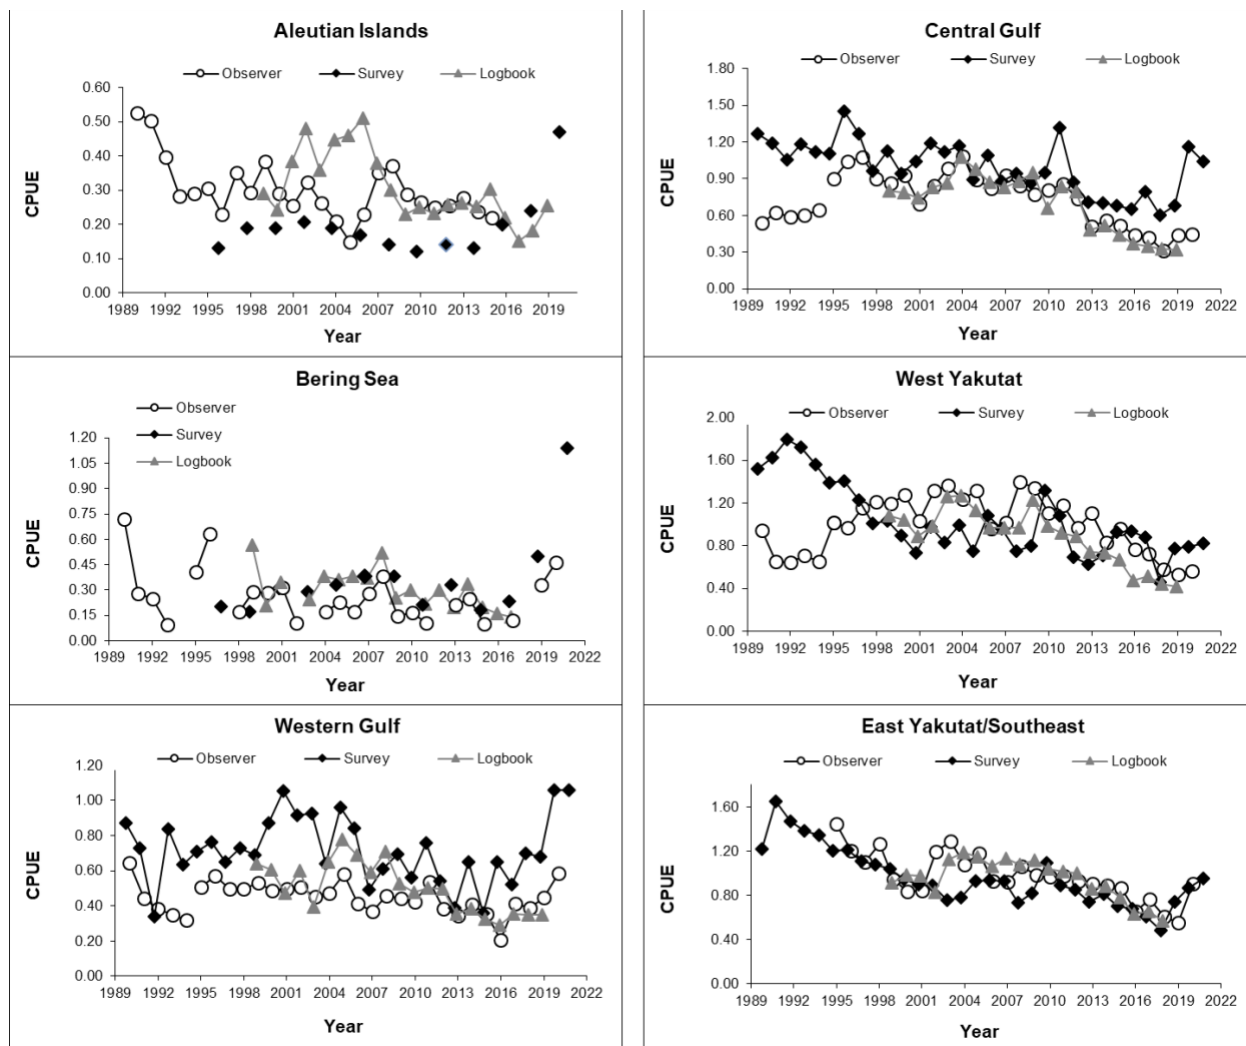 Aleutian Islands
Observer Survey Logbook
0.60
0.50
0.40
0.30
0.20
0.10
0.00
CPUE
1989 1992 1995 1998 2001 2004 2007 2010 2013 2016 2019
Year
Central Gulf
Observer Survey Logbook
1.80
1.50
1.20
0.90
0.60
0.30
0.00
CPUE
1989 1992 1995 1998 2001 2004 2007 2010 2013 2016 2019 2022
Year
Bering Sea
Observer
Survey
Logbook
1.20
1.05
0.90
0.75
0.60
0.45
0.30
0.15
0.00
CPUE
1989 1992 1995 1998 2001 2004 2007 2010 2013 2016 2019 2022
Year
West Yakutat
Observer Survey Logbook
2.00
1.60
1.20
0.80
0.40
0.00
CPUE
1989 1992 1995 1998 2001 2004 2007 2010 2013 2016 2019 2022
Year
Western Gulf
Observer Survey Logbook
1.20
1.00
0.80
0.60
0.40
0.20
0.00
CPUE
1989 1992 1995 1998 2001 2004 2007 2010 2013 2016 2019 2022
Year
East Yakutat/Southeast
Observer Survey Logbook
1.60
1.20
0.80
0.40
0.00
CPUE
1989 1992 1995 1998 2001 2004 2007 2010 2013 2016 2019 2022
Year